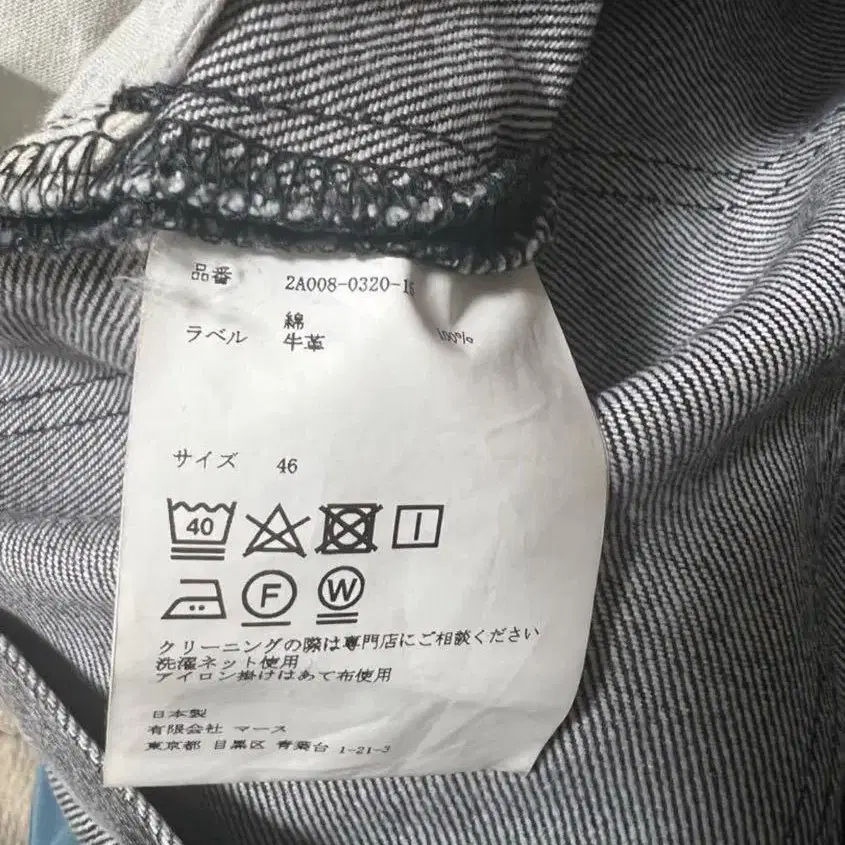 品番 2A008-0320-16
綿 100%
ラベル 牛革
サイズ 46
40
F W
クリーニングの際は専門店にご相談ください
洗濯ネット使用
アイロン掛けはあて布使用
日本製
有限会社 マース
東京都 目黒区 青葉台 1-21-3